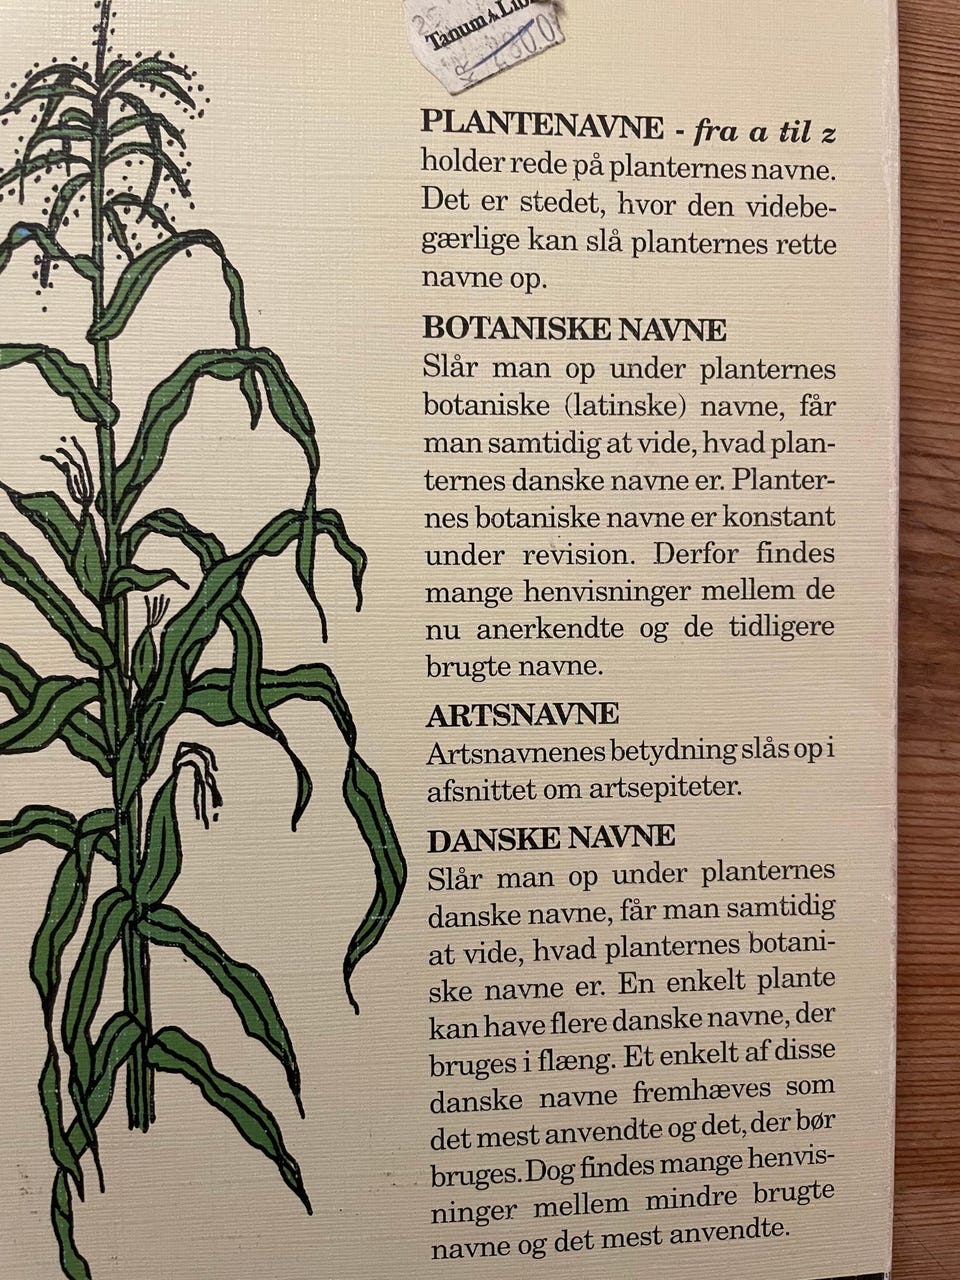 Tanum
KR
PLANTENAVNE - fra a til z
holder rede på planternes navne.
Det er stedet, hvor den videbe-
gærlige kan slå planternes rette
navne op.
BOTANISKE NAVNE
Slår man op under planternes
botaniske (latinske) navne, får
man samtidig at vide, hvad plan-
ternes danske navne er. Planter-
nes botaniske navne er konstant
under revision. Derfor findes
mange henvisninger mellem de
nu anerkendte og de tidligere
brugte navne.
ARTSNAVNE
Artsnavnenes betydning slås op i
afsnittet om artsepiteter.
DANSKE NAVNE
Slår man op under planternes
danske navne, får man samtidig
at vide, hvad planternes botani-
ske navne er. En enkelt plante
kan have flere danske navne, der
bruges i flæng. Et enkelt af disse
danske navne fremhæves som
det mest anvendte og det, der bør
bruges. Dog findes mange henvis-
ninger mellem mindre brugte
navne og det mest anvendte.